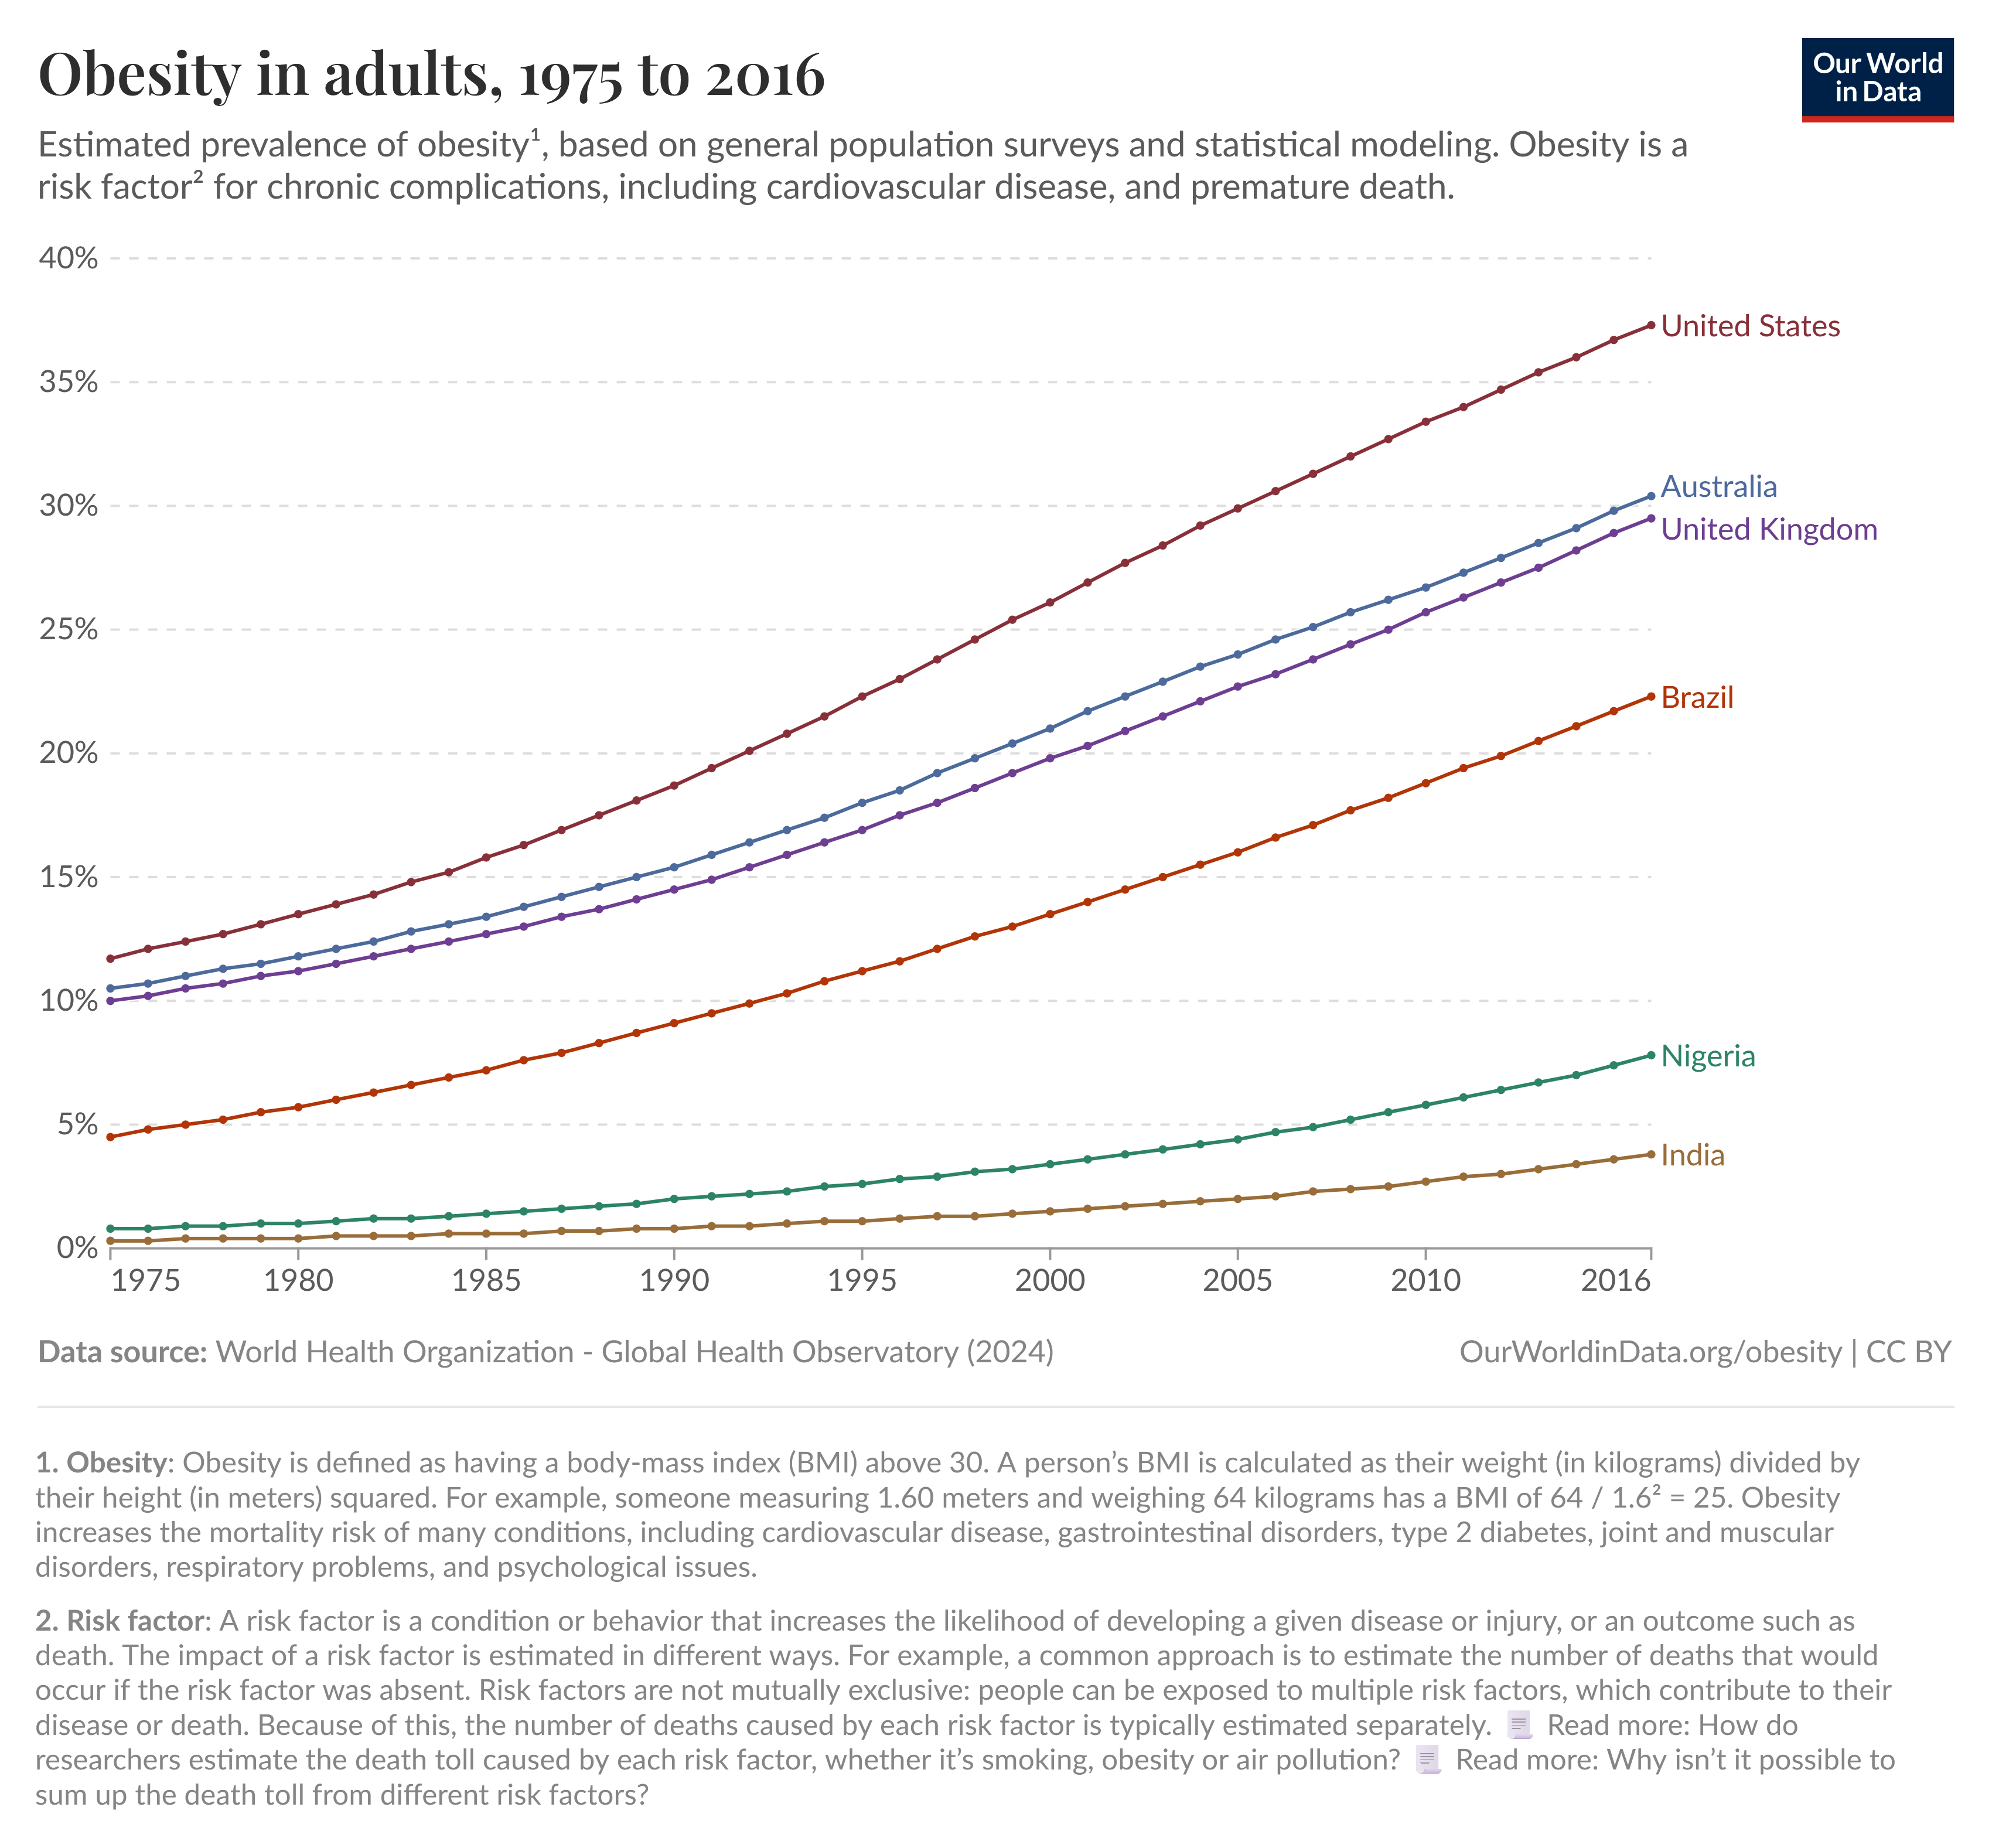 Obesity in adults, 1975 to 2016
Our World
in Data
Estimated prevalence of obesity¹, based on general population surveys and statistical modeling. Obesity is a
risk factor² for chronic complications, including cardiovascular disease, and premature death.
40%
35%
30%
25%
20%
15%
10%
5%
0%
United States
Australia
United Kingdom
Brazil
Nigeria
India
1975 1980 1985 1990 1995 2000 2005 2010 2016
Data source: World Health Organization - Global Health Observatory (2024)
OurWorldinData.org/obesity | CC BY
1. Obesity: Obesity is defined as having a body-mass index (BMI) above 30. A person’s BMI is calculated as their weight (in kilograms) divided by
their height (in meters) squared. For example, someone measuring 1.60 meters and weighing 64 kilograms has a BMI of 64 / 1.6² = 25. Obesity
increases the mortality risk of many conditions, including cardiovascular disease, gastrointestinal disorders, type 2 diabetes, joint and muscular
disorders, respiratory problems, and psychological issues.
2. Risk factor: A risk factor is a condition or behavior that increases the likelihood of developing a given disease or injury, or an outcome such as
death. The impact of a risk factor is estimated in different ways. For example, a common approach is to estimate the number of deaths that would
occur if the risk factor was absent. Risk factors are not mutually exclusive: people can be exposed to multiple risk factors, which contribute to their
disease or death. Because of this, the number of deaths caused by each risk factor is typically estimated separately. 📜 Read more: How do
researchers estimate the death toll caused by each risk factor, whether it’s smoking, obesity or air pollution? 📜 Read more: Why isn’t it possible to
sum up the death toll from different risk factors?